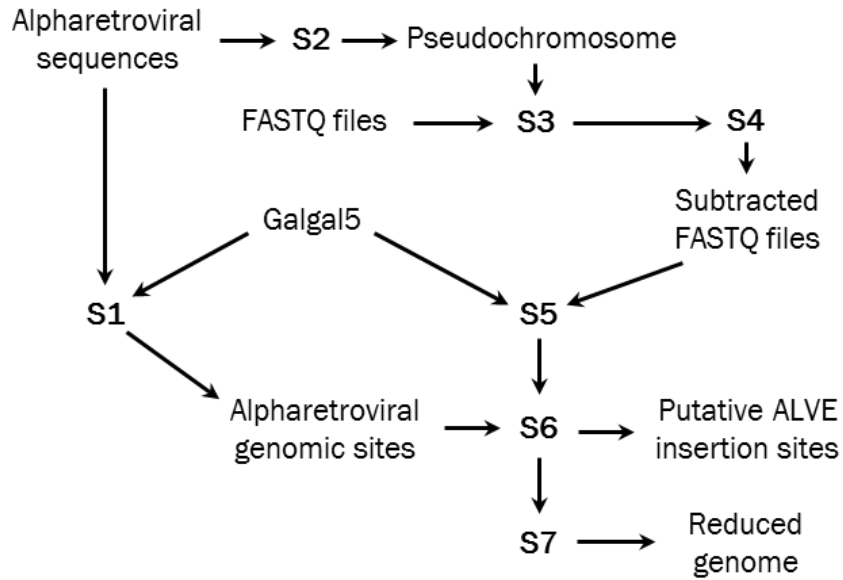 Alpharetroviral
sequences
S2
Pseudochromosome
FASTQ files
S3
S4
Galgal5
Subtracted
FASTQ files
S1
S5
Alpharetroviral
genomic sites
S6
Putative ALVE
insertion sites
S7
Reduced
genome